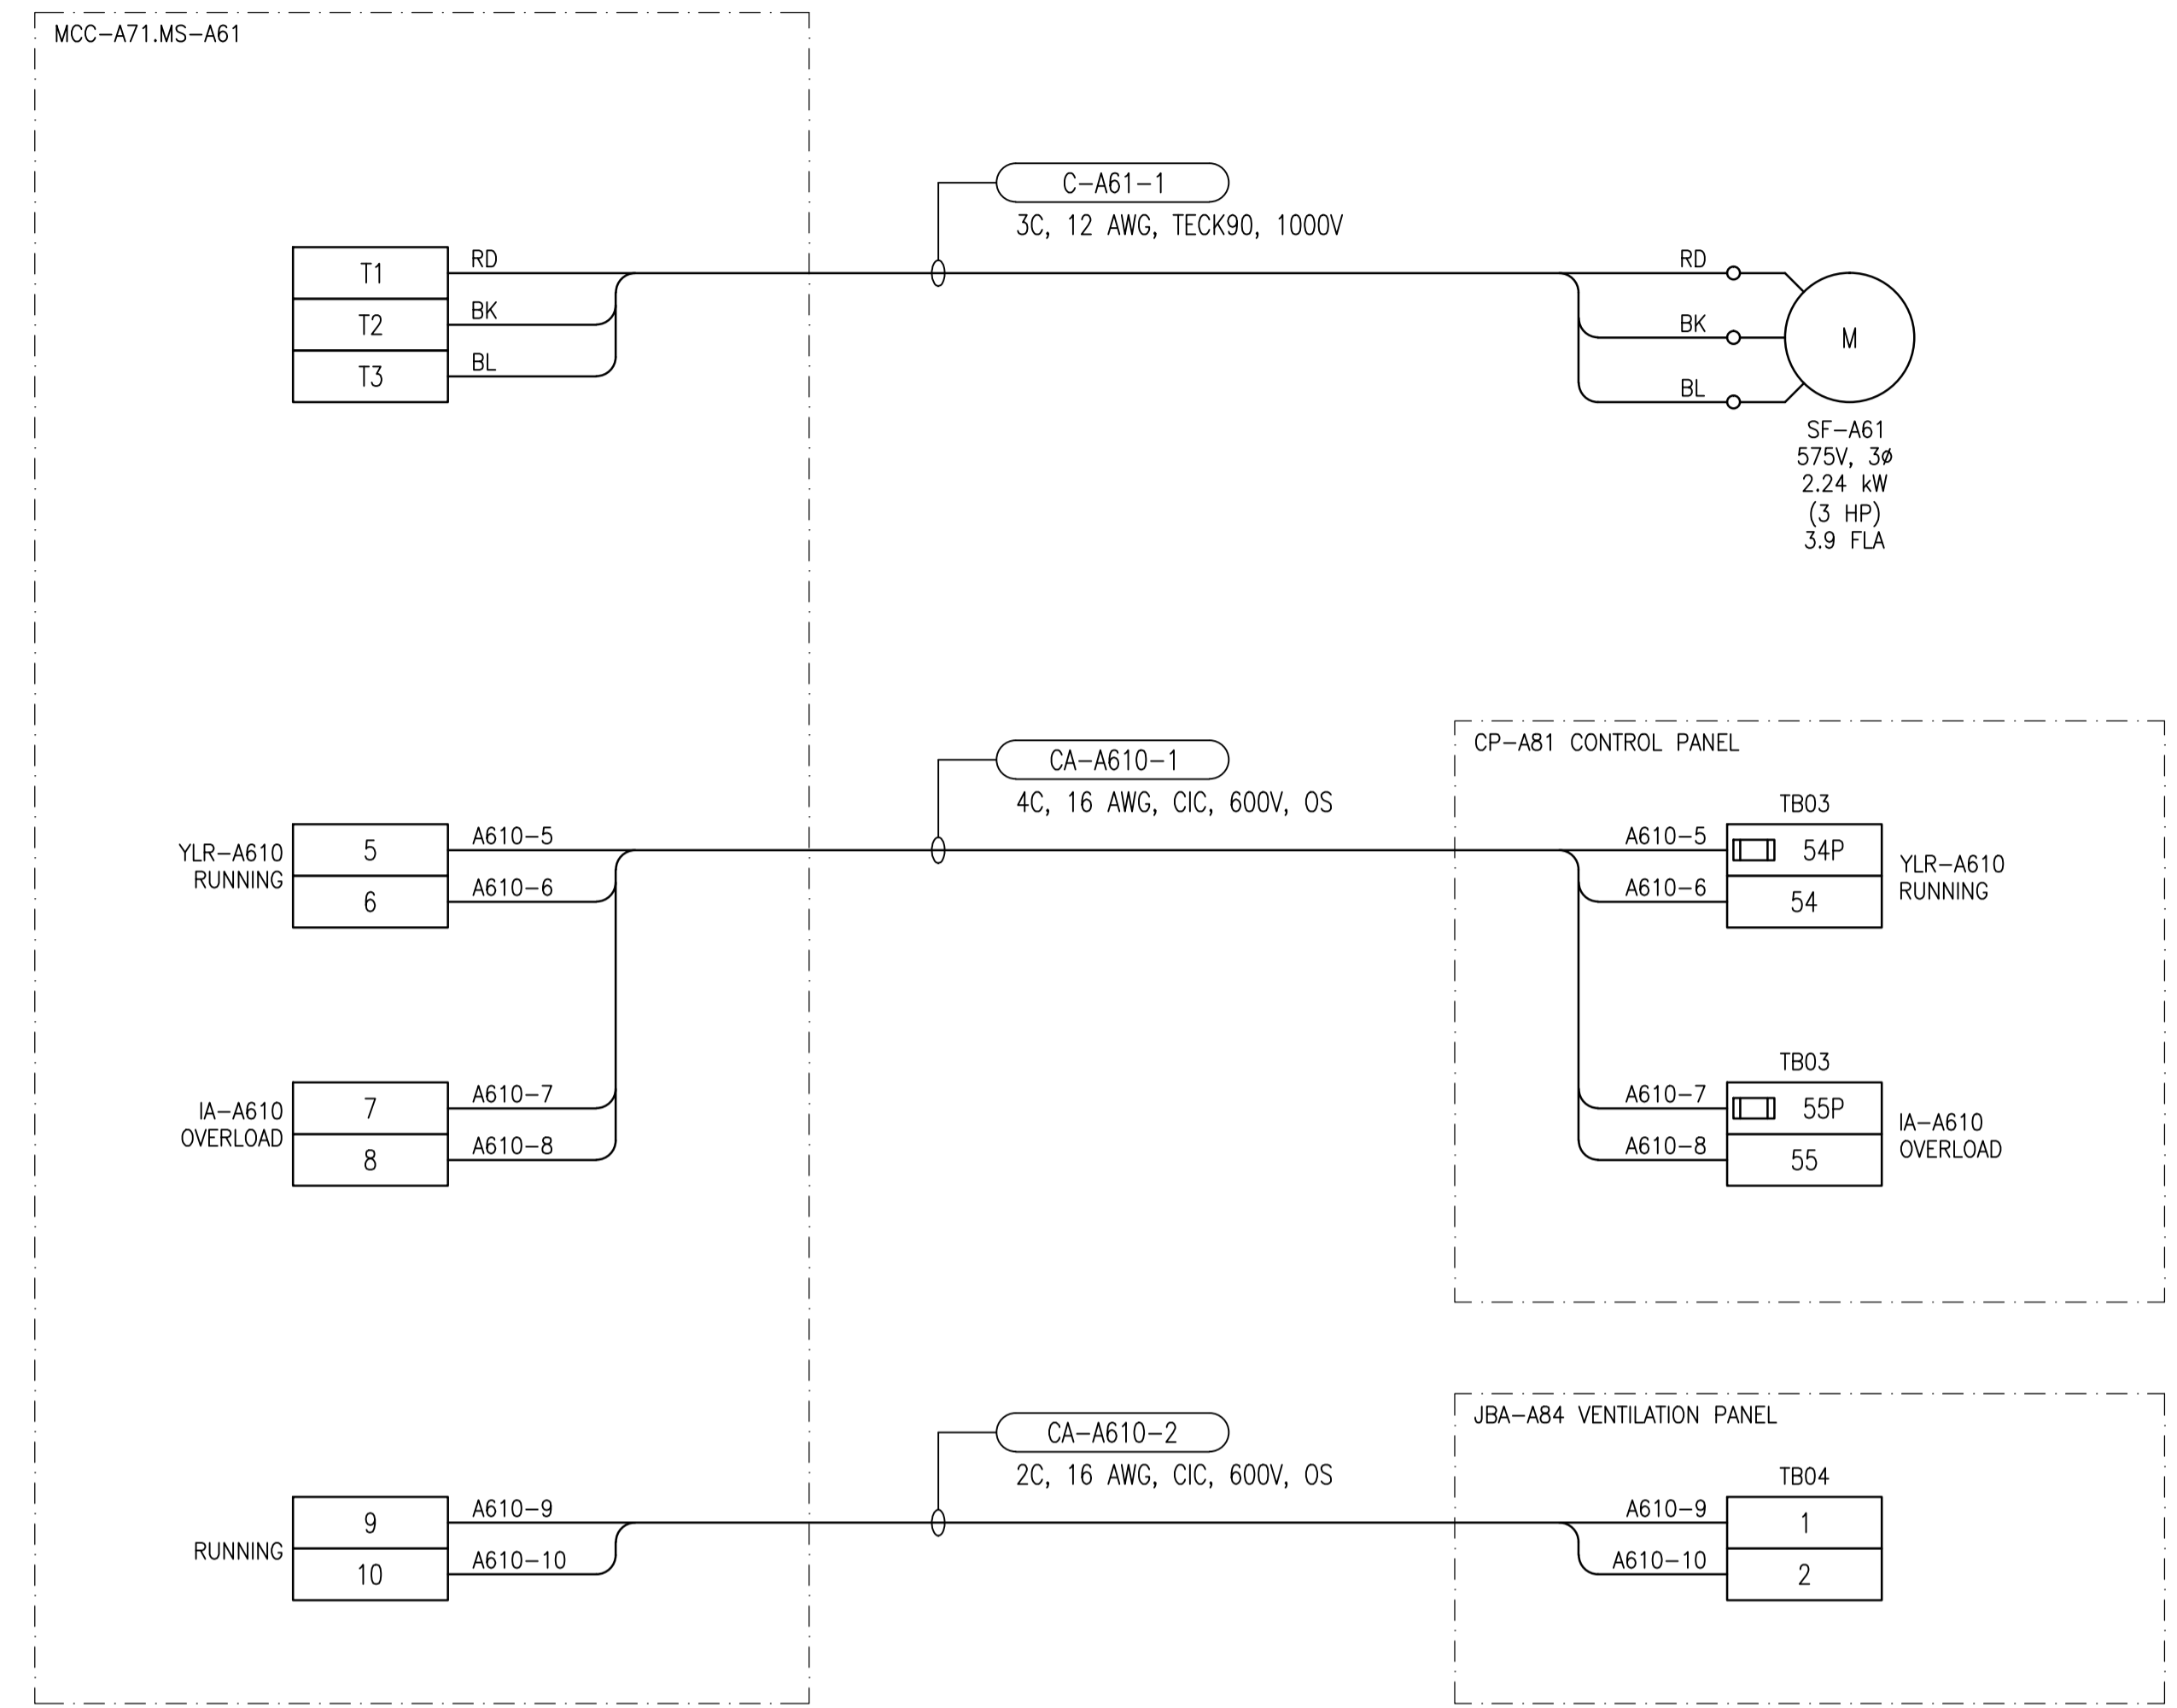 MCC-A71.MS-A61
C-A61-1
3C, 12 AWG, TECK90, 1000V
T1
RD
T2
BK
T3
BL
RD
BK
BL
M
SF-A61
575V, 3ø
2.24 kW
(3 HP)
3.9 FLA
CA-A610-1
4C, 16 AWG, CIC, 600V, OS
YLR-A610
RUNNING
5
A610-5
6
A610-6
IA-A610
OVERLOAD
7
A610-7
8
A610-8
CP-A81 CONTROL PANEL
TB03
A610-5
54P
A610-6
54
YLR-A610
RUNNING
TB03
A610-7
55P
A610-8
55
IA-A610
OVERLOAD
CA-A610-2
2C, 16 AWG, CIC, 600V, OS
RUNNING
9
A610-9
10
A610-10
JBA-A84 VENTILATION PANEL
TB04
A610-9
1
A610-10
2